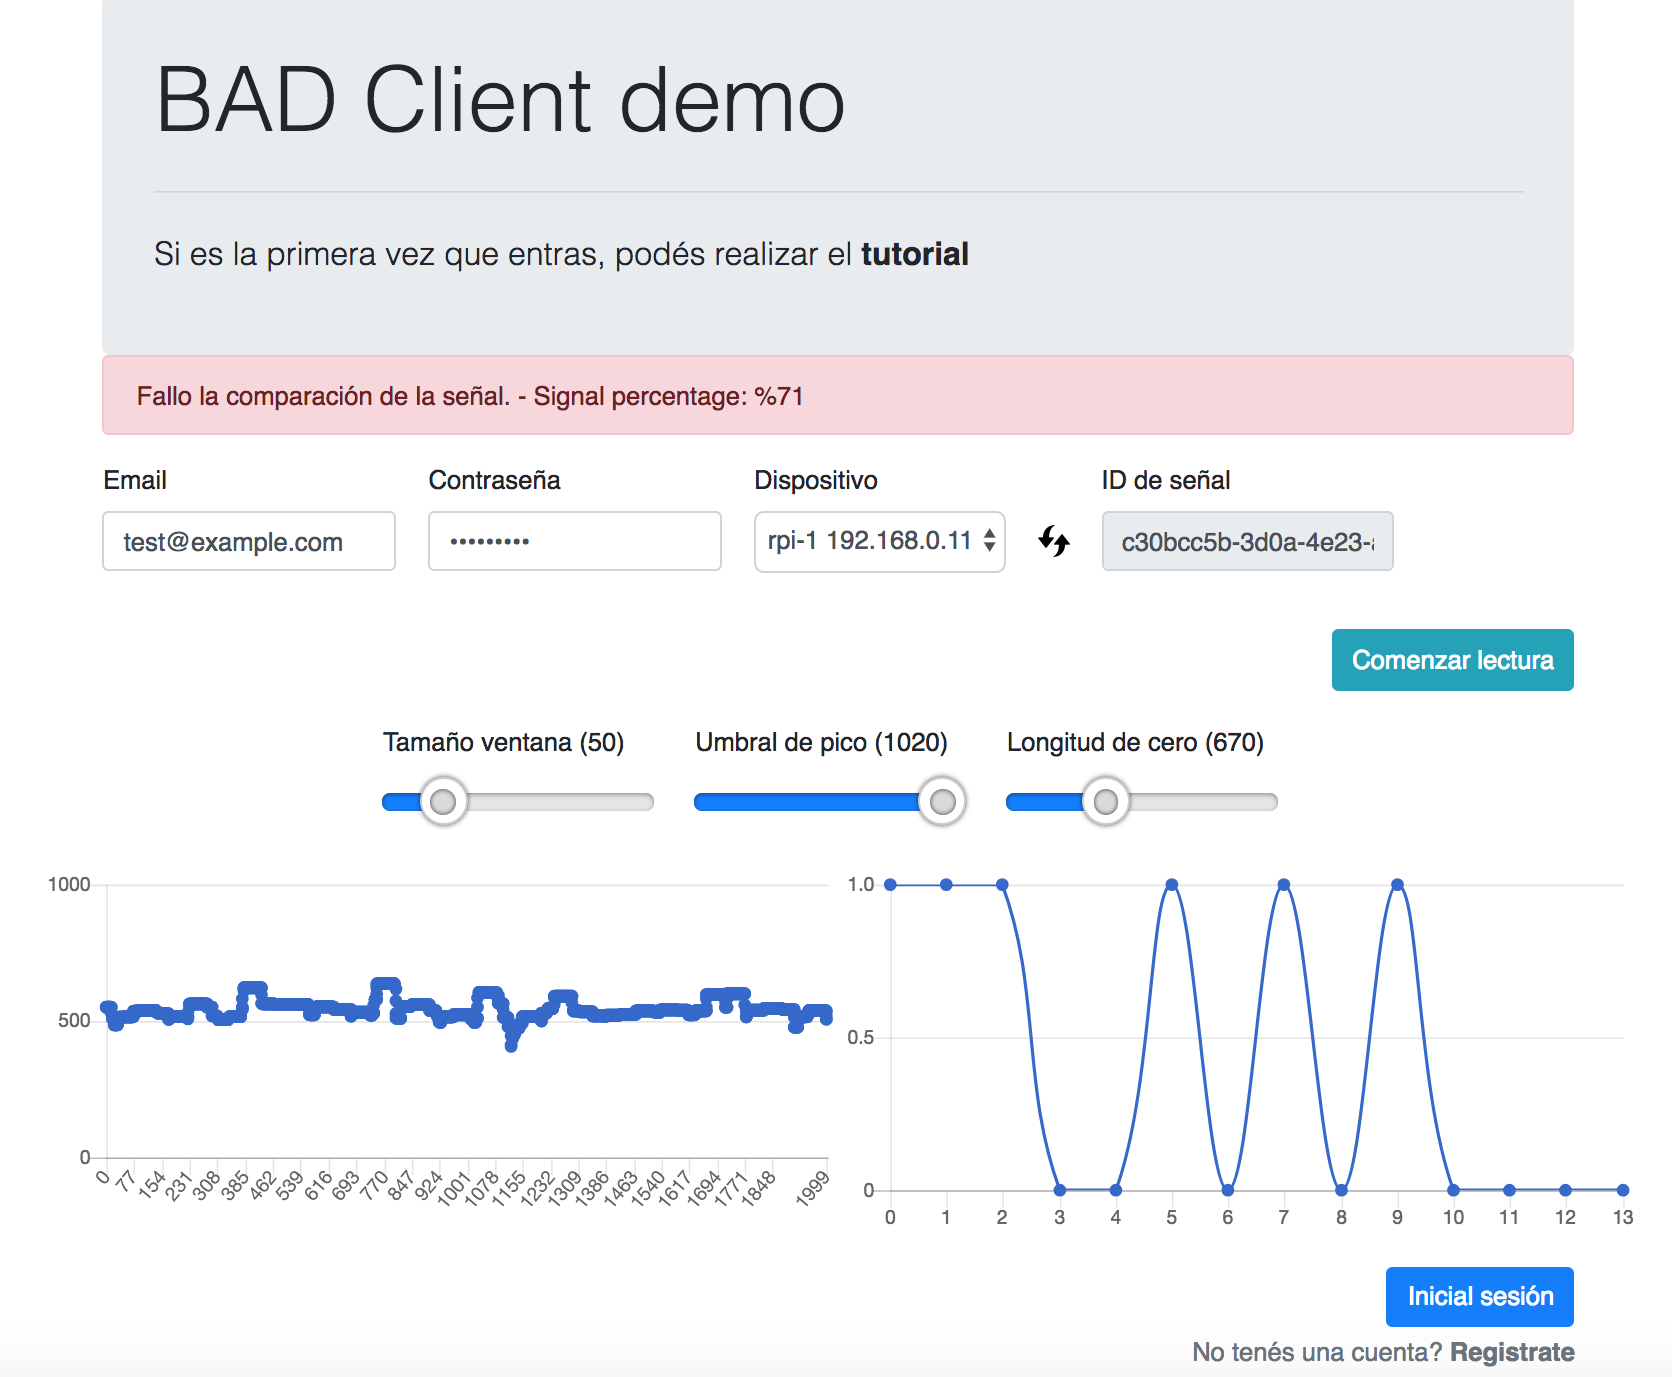 BAD Client demo
Si es la primera vez que entras, podés realizar el tutorial
Fallo la comparación de la señal. - Signal percentage: %71
Email
Contraseña
Dispositivo
ID de señal
test@example.com
•••••••••
rpi-1 192.168.0.11
c30bcc5b-3d0a-4e23-
Comenzar lectura
Tamaño ventana (50)
Umbral de pico (1020)
Longitud de cero (670)
1000
500
0
0 77 154 231 308 385 462 539 616 693 770 847 924 1001 1078 1155 1232 1309 1386 1463 1540 1617 1694 1771 1848 1999
1.0
0.5
0
0 1 2 3 4 5 6 7 8 9 10 11 12 13
Inicial sesión
No tenés una cuenta? Registrate